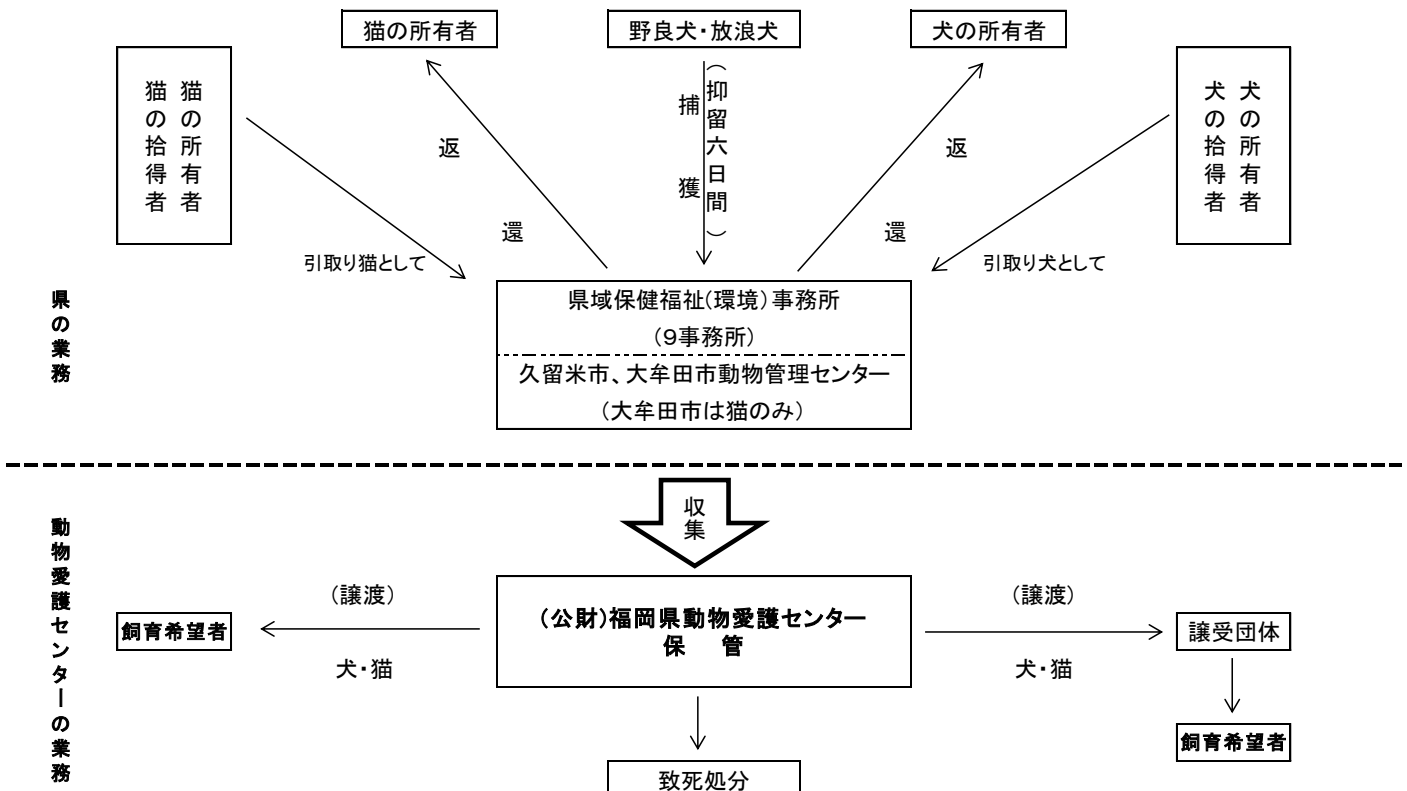 猫の所有者
野良犬・放浪犬
犬の所有者
猫の所有者
猫の拾得者
犬の所有者
犬の拾得者
捕獲
(抑留六日間)
返還
返還
引取り猫として
引取り犬として
県の業務
県域保健福祉(環境)事務所
(9事務所)
久留米市、大牟田市動物管理センター
(大牟田市は猫のみ)
収集
動物愛護センターの業務
(譲渡)
犬・猫
飼育希望者
(公財)福岡県動物愛護センター
保 管
(譲渡)
犬・猫
譲受団体
飼育希望者
致死処分